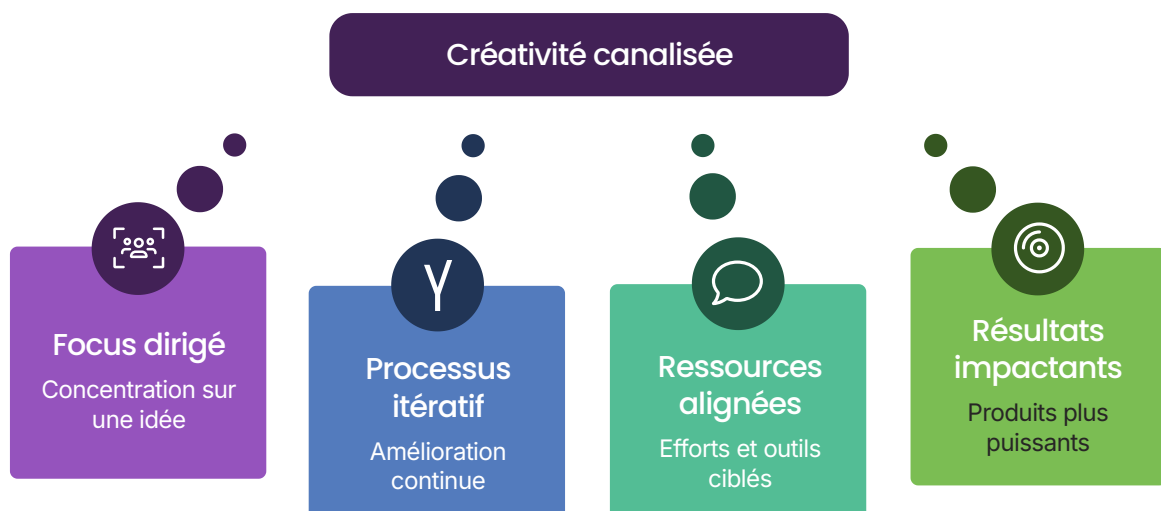 Créativité canalisée
Focus dirigé
Concentration sur
une idée
Processus
itératif
Amélioration
continue
Ressources
alignées
Efforts et outils
ciblés
Résultats
impactants
Produits plus
puissants